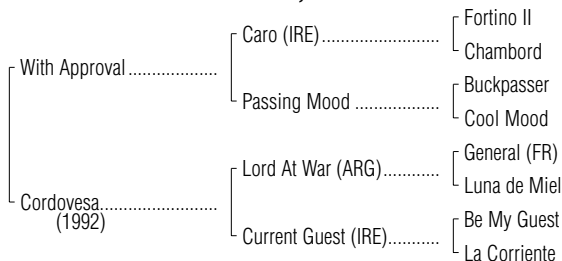 Fortino II
Caro (IRE)..............................
Chambord
With Approval...................
Buckpasser
Passing Mood ..................
Cool Mood
General (FR)
Lord At War (ARG)............
Luna de Miel
Cordovesa.........................
(1992)
Be My Guest
Current Guest (IRE)...........
La Corriente